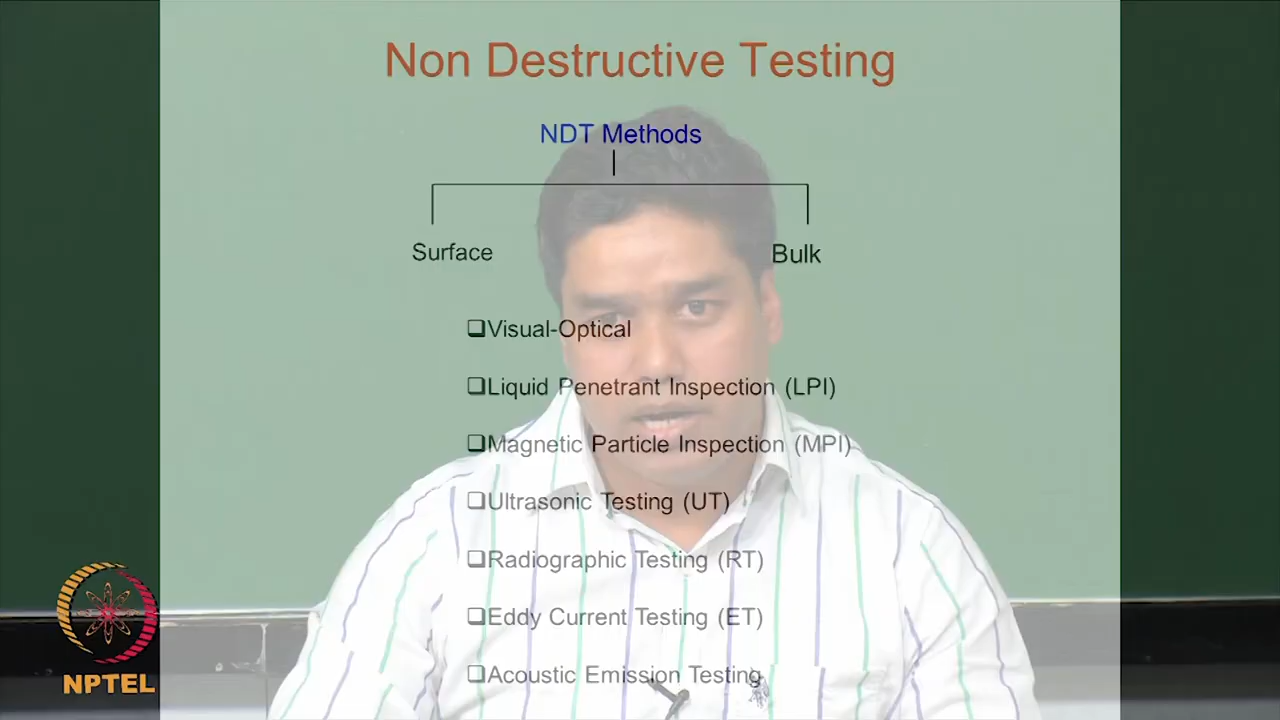 Non Destructive Testing
NDT Methods
Surface
Bulk
❑Visual-Optical
❑Liquid Penetrant Inspection (LPI)
❑Magnetic Particle Inspection (MPI)
❑Ultrasonic Testing (UT)
❑Radiographic Testing (RT)
❑Eddy Current Testing (ET)
❑Acoustic Emission Testing
NPTEL